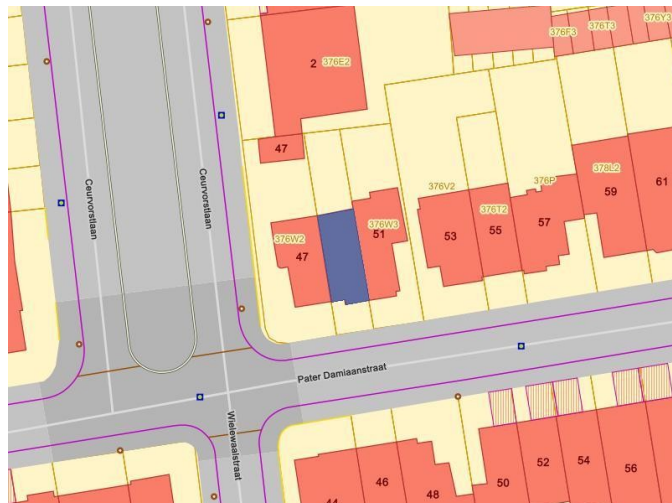 376F3
376T3
376Y3
2
376E2
47
378L2
61
59
376P
376V2
376T2
57
55
53
376W3
51
376W2
47
Ceurvorstlaan
Ceurvorstlaan
Pater Damiaanstraat
Wielewaalstraat
44
46
48
50
52
54
56